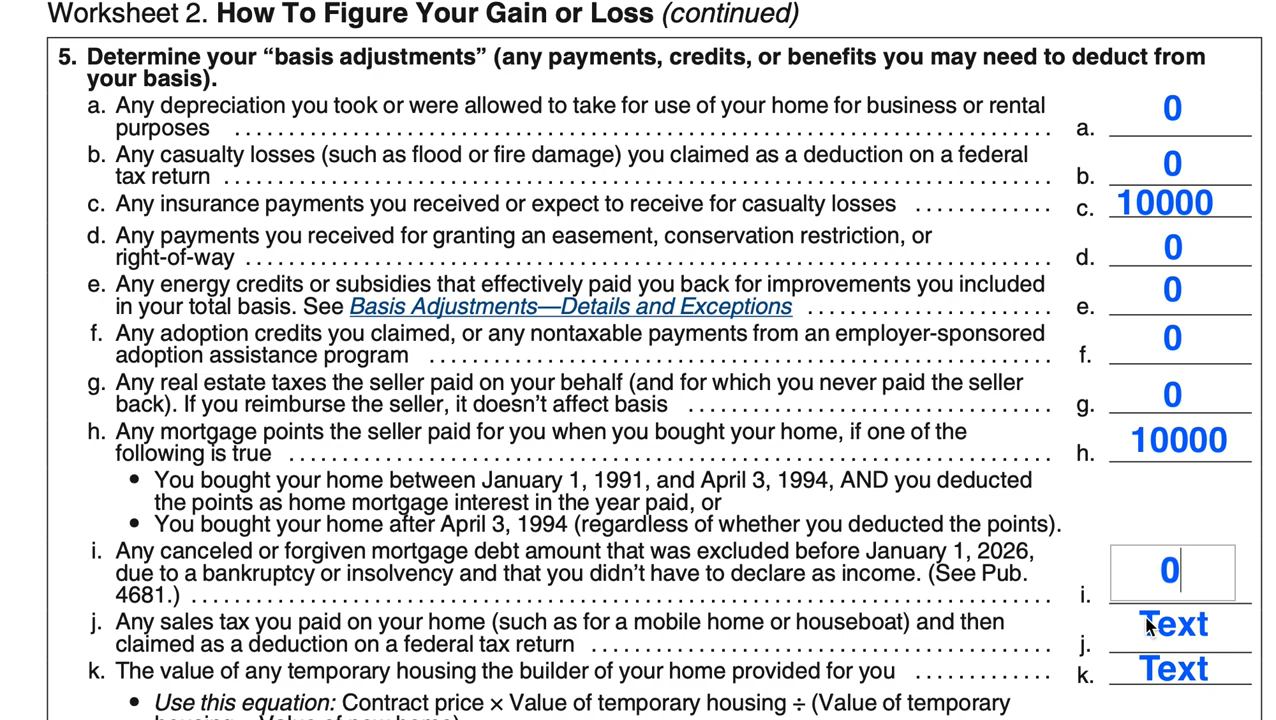 Worksheet 2. How To Figure Your Gain or Loss (continued)
5. Determine your “basis adjustments” (any payments, credits, or benefits you may need to deduct from
your basis).
a. Any depreciation you took or were allowed to take for use of your home for business or rental
purposes ........ a. 0
b. Any casualty losses (such as flood or fire damage) you claimed as a deduction on a federal
tax return ........ b. 0
c. Any insurance payments you received or expect to receive for casualty losses ........ c. 10000
d. Any payments you received for granting an easement, conservation restriction, or
right-of-way ........ d. 0
e. Any energy credits or subsidies that effectively paid you back for improvements you included
in your total basis. See Basis Adjustments—Details and Exceptions ........ e. 0
f. Any adoption credits you claimed, or any nontaxable payments from an employer-sponsored
adoption assistance program ........ f. 0
g. Any real estate taxes the seller paid on your behalf (and for which you never paid the seller
back). If you reimburse the seller, it doesn’t affect basis ........ g. 0
h. Any mortgage points the seller paid for you when you bought your home, if one of the
following is true ........ h. 10000
• You bought your home between January 1, 1991, and April 3, 1994, AND you deducted
the points as home mortgage interest in the year paid, or
• You bought your home after April 3, 1994 (regardless of whether you deducted the points).
i. Any canceled or forgiven mortgage debt amount that was excluded before January 1, 2026,
due to a bankruptcy or insolvency and that you didn’t have to declare as income. (See Pub.
4681.) ........ i. 0
j. Any sales tax you paid on your home (such as for a mobile home or houseboat) and then
claimed as a deduction on a federal tax return ........ j. Text
k. The value of any temporary housing the builder of your home provided for you ........ k. Text
• Use this equation: Contract price × Value of temporary housing ÷ (Value of temporary